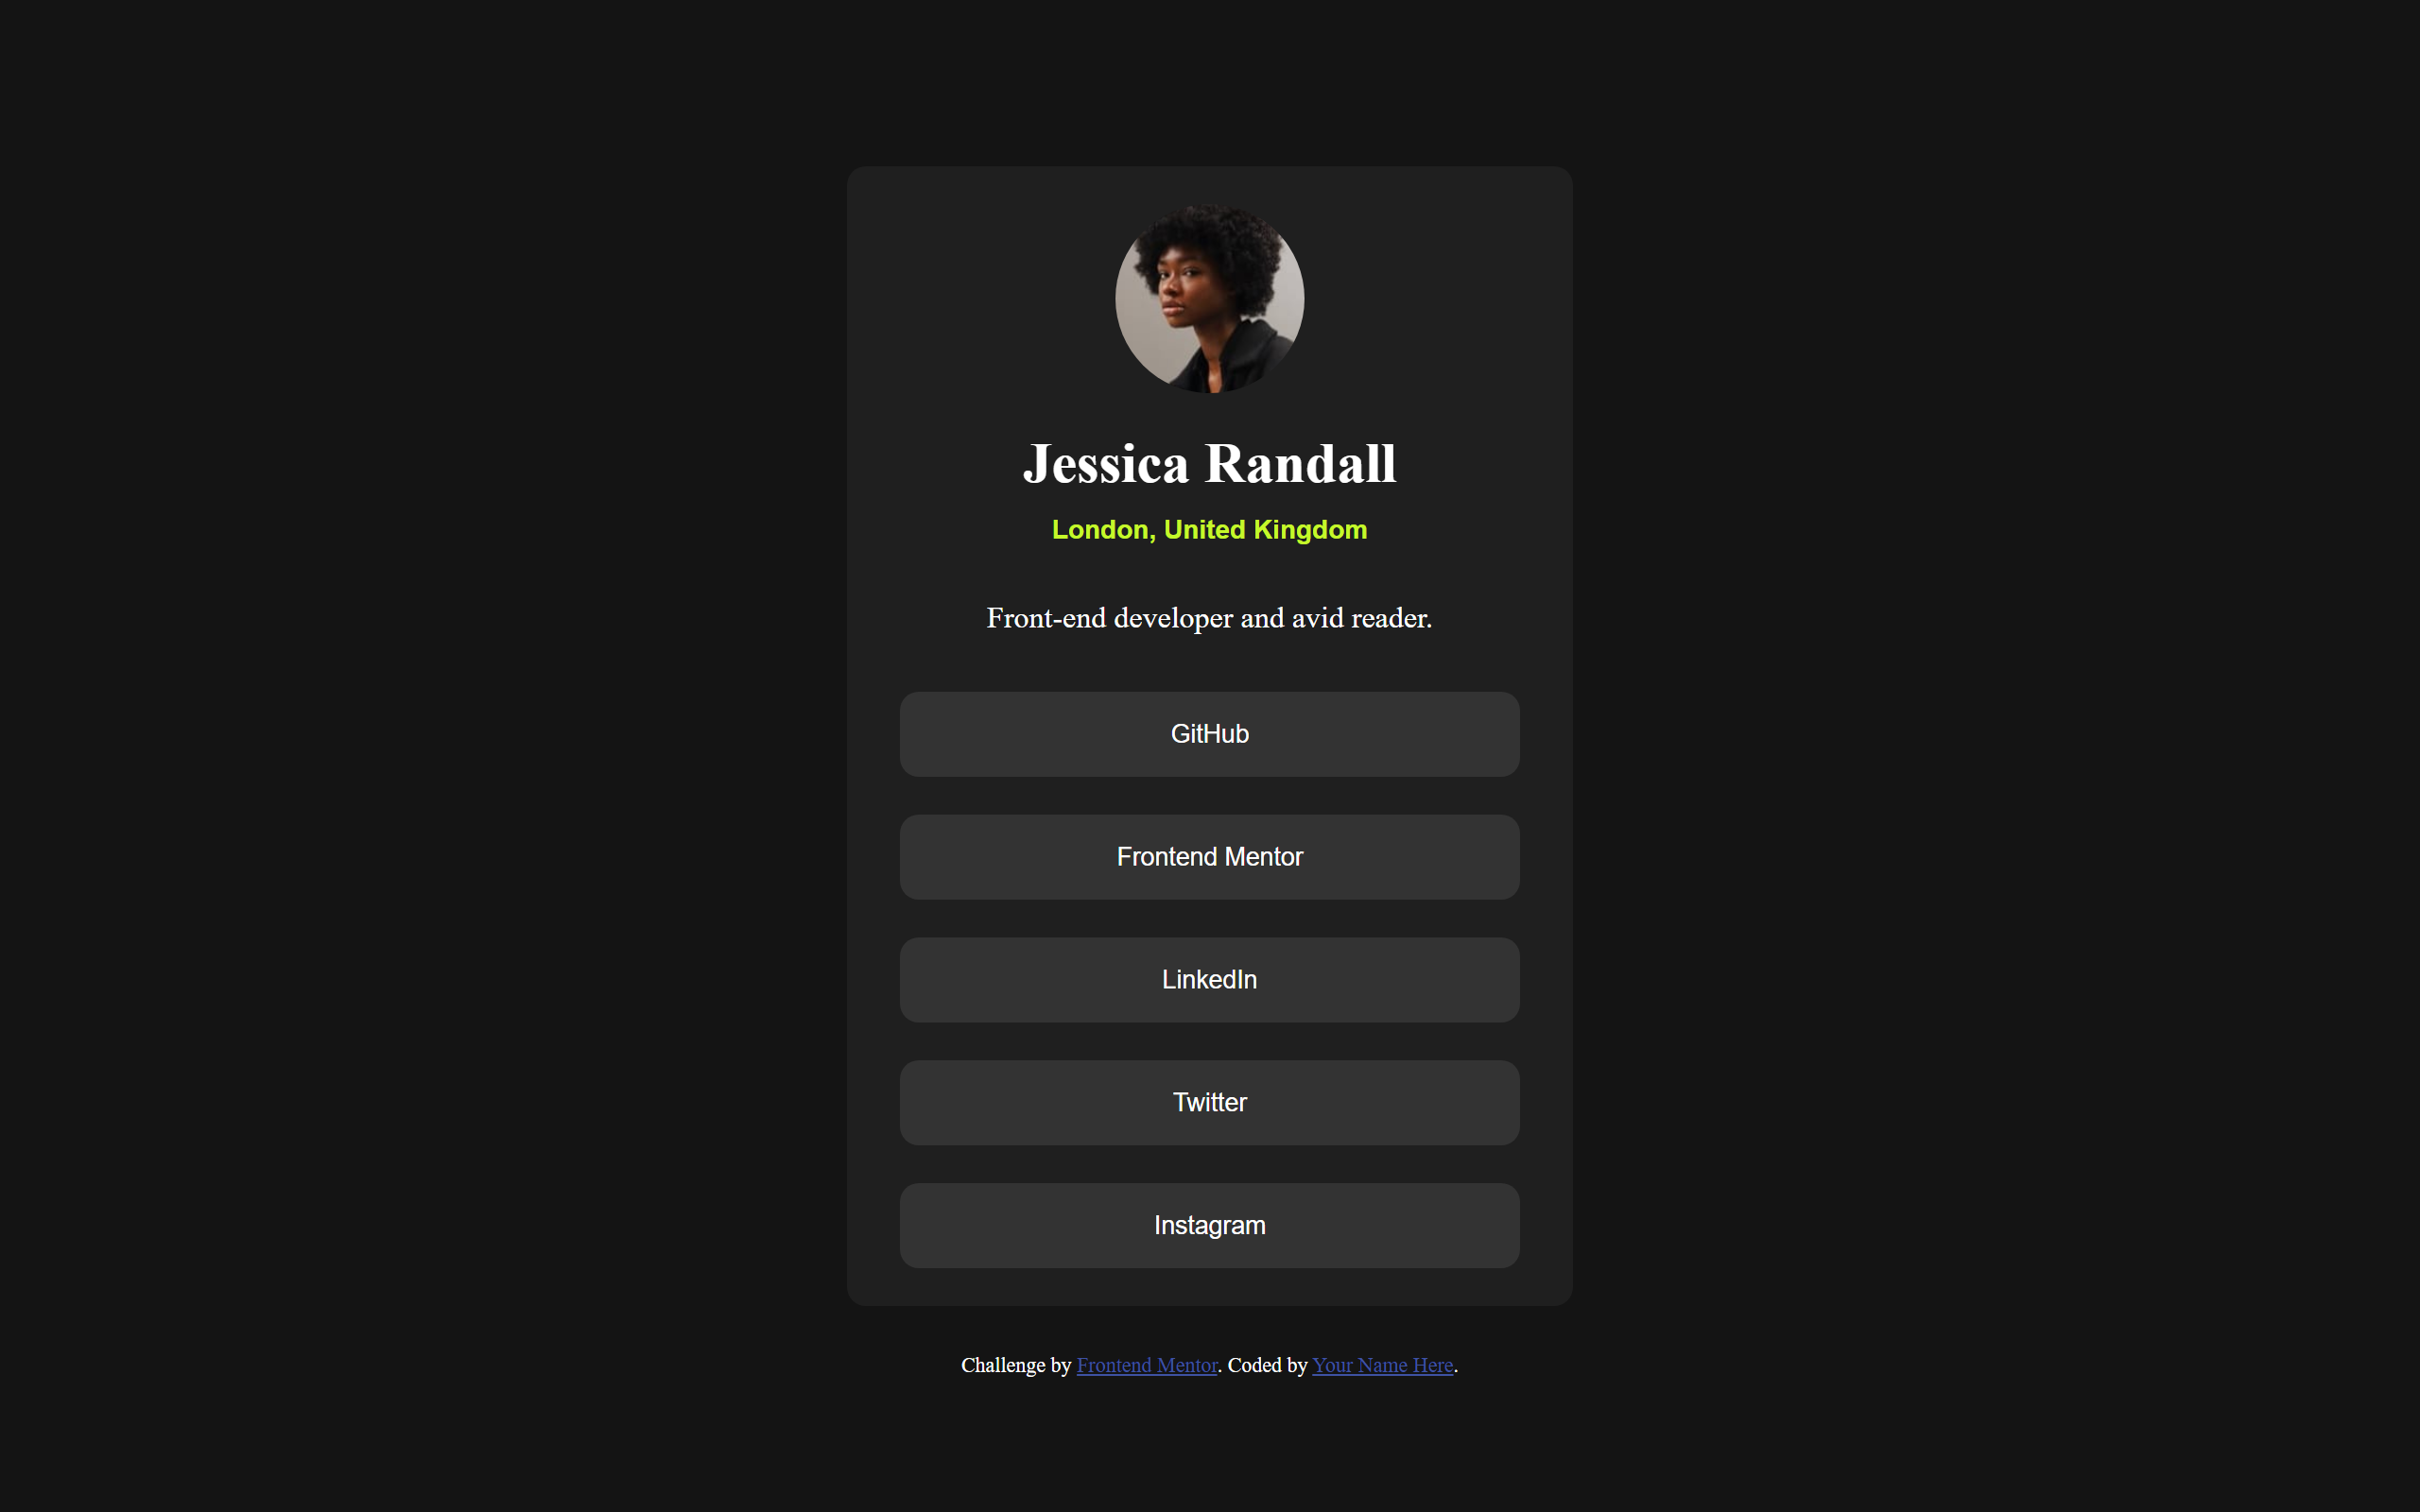 Jessica Randall
London, United Kingdom
Front-end developer and avid reader.
GitHub
Frontend Mentor
LinkedIn
Twitter
Instagram
Challenge by Frontend Mentor. Coded by Your Name Here.